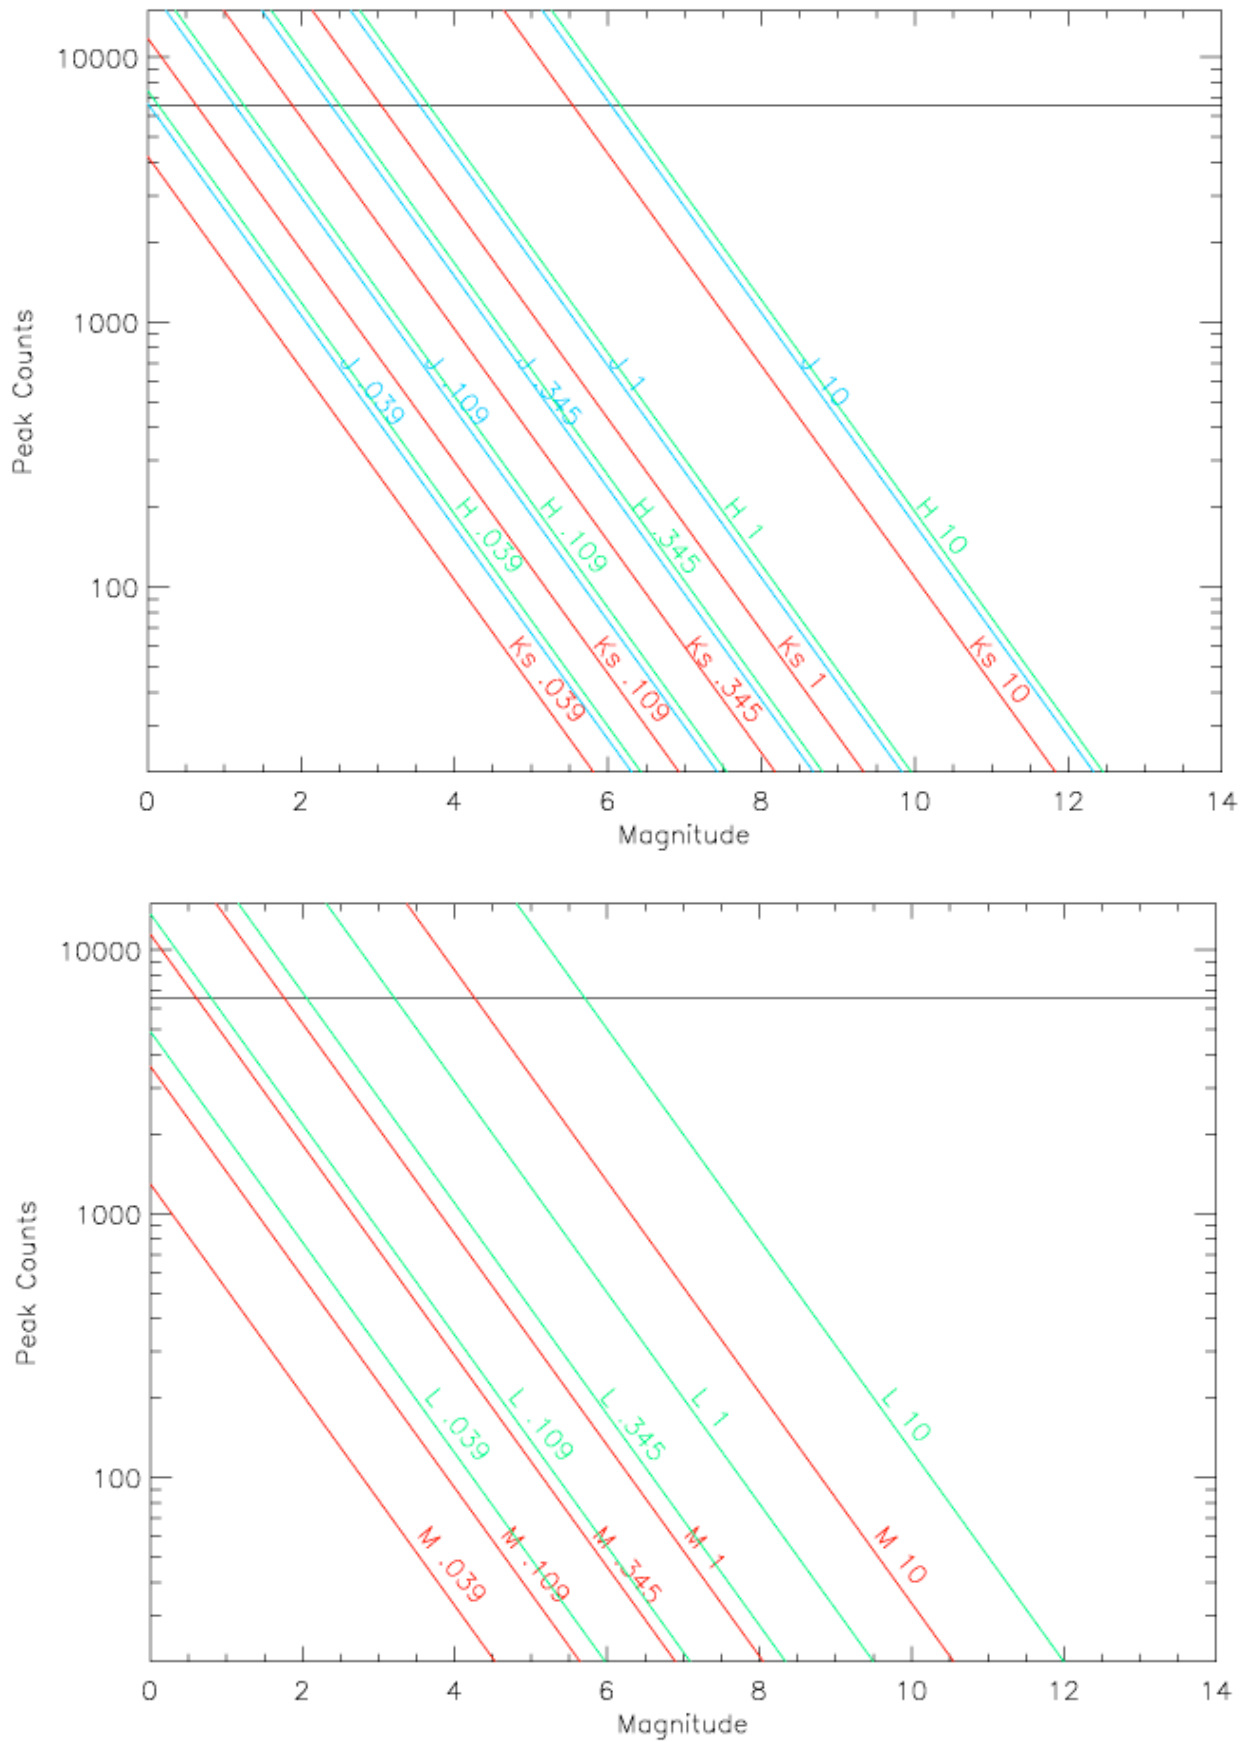 10000
1000
100
Peak Counts
J .039
J .109
J .345
J 1
J 10
H .039
H .109
H .345
H 1
H 10
Ks .039
Ks .109
Ks .345
Ks 1
Ks 10
0 2 4 6 8 10 12 14
Magnitude
10000
1000
100
Peak Counts
L .039
L .109
L .345
L 1
L 10
M .039
M .109
M .345
M 1
M 10
0 2 4 6 8 10 12 14
Magnitude